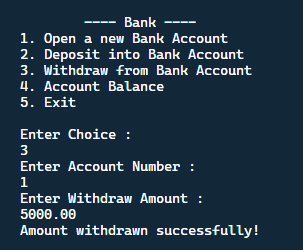 ---- Bank ----
1. Open a new Bank Account
2. Deposit into Bank Account
3. Withdraw from Bank Account
4. Account Balance
5. Exit
Enter Choice :
3
Enter Account Number :
1
Enter Withdraw Amount :
5000.00
Amount withdrawn successfully!